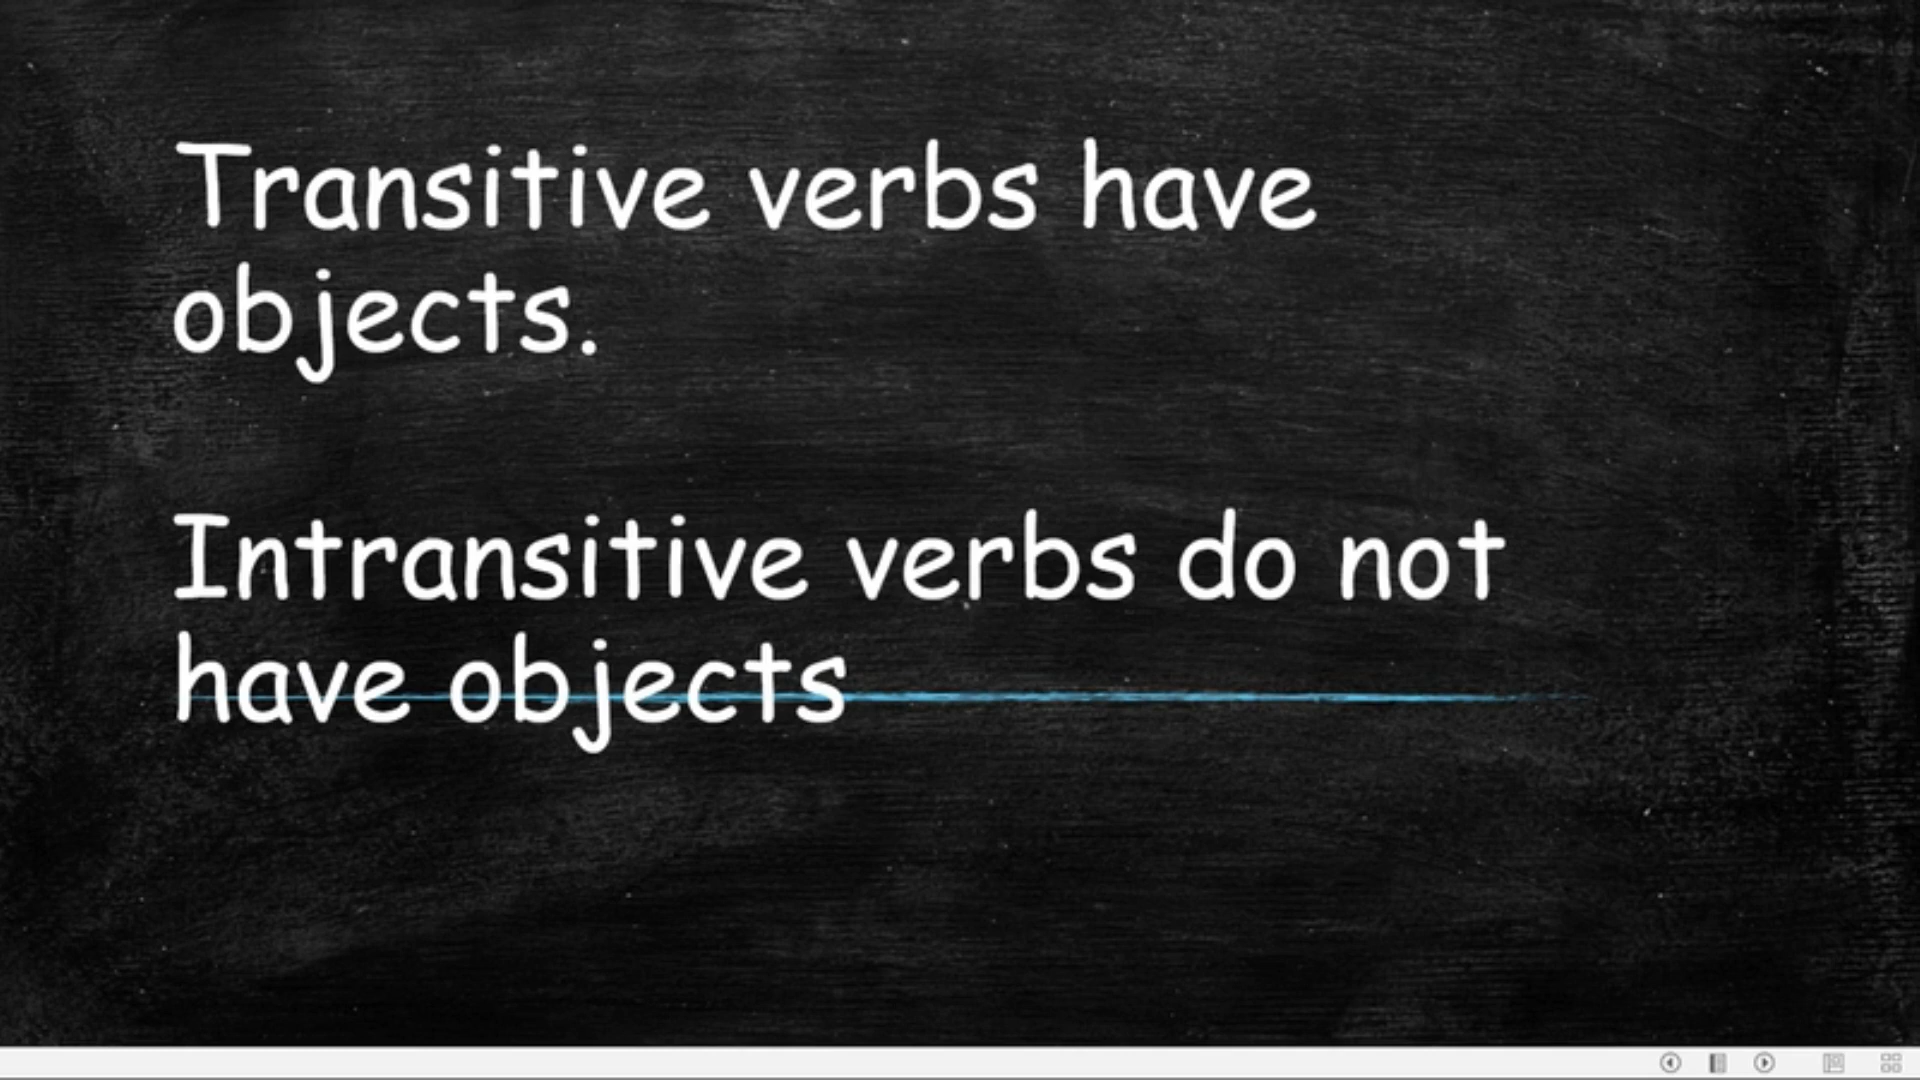 Transitive verbs have
objects.
Intransitive verbs do not
have objects